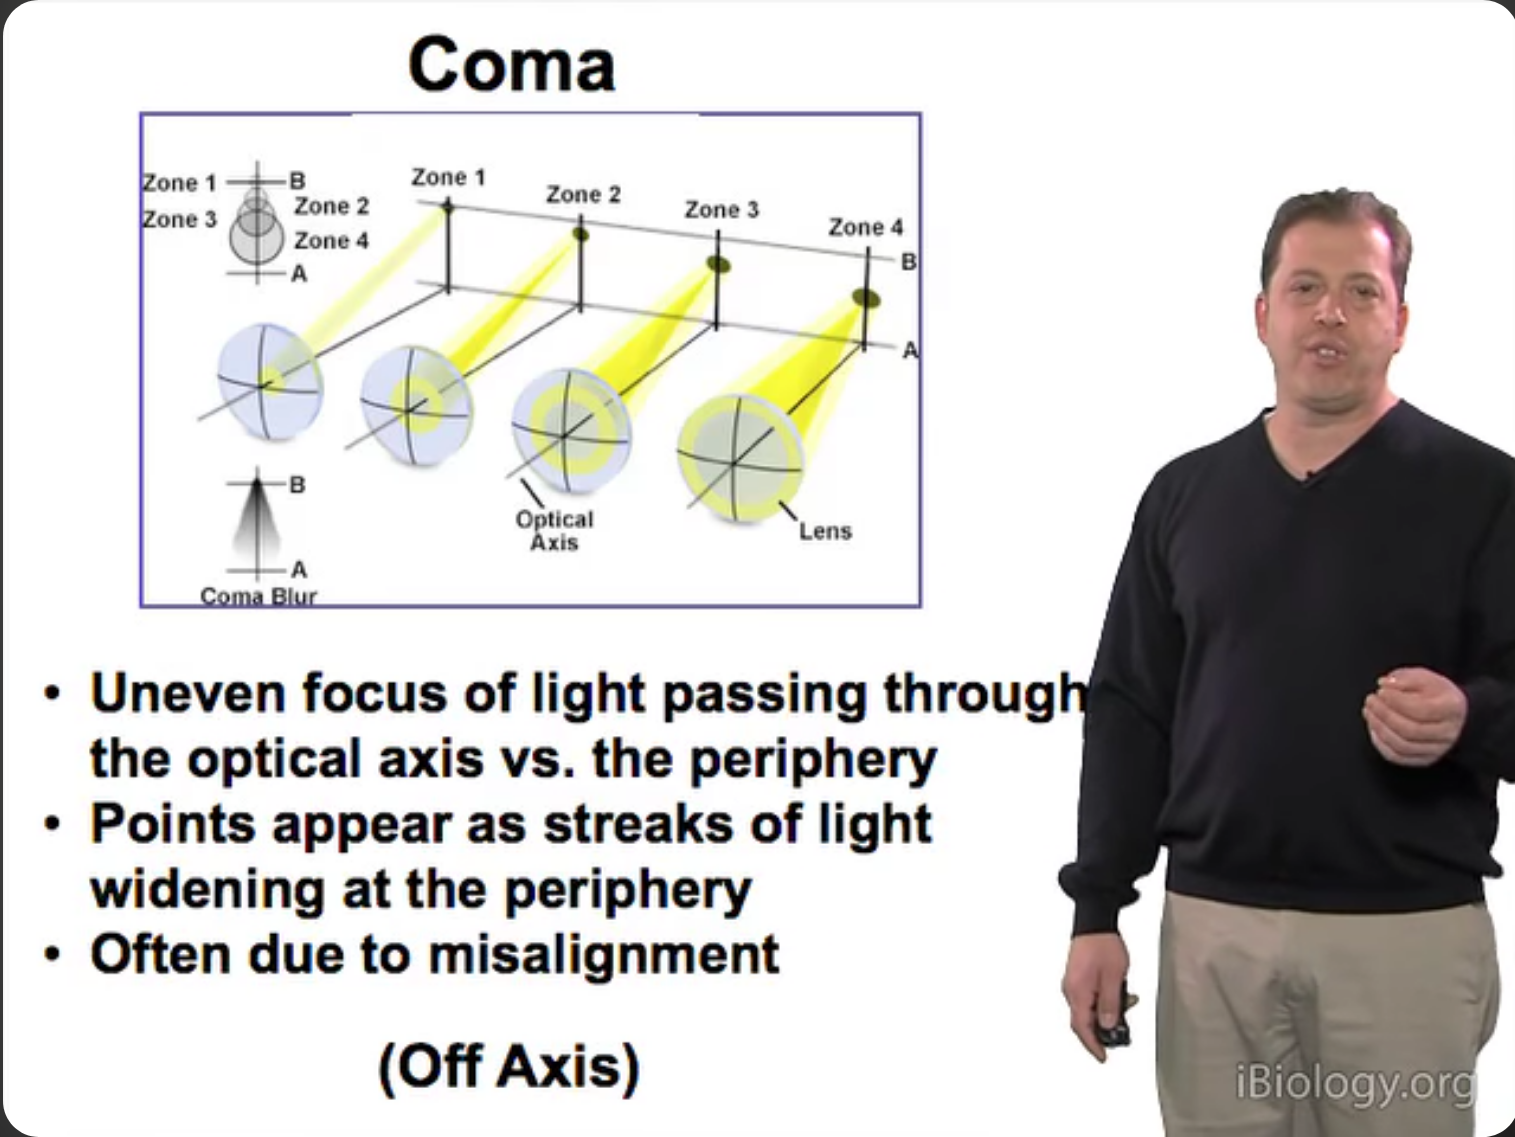 Coma
Zone 1
B
Zone 2
Zone 3
Zone 4
A
Zone 1
Zone 2
Zone 3
Zone 4
B
A
Optical
Axis
Lens
B
A
Coma Blur
• Uneven focus of light passing through
the optical axis vs. the periphery
• Points appear as streaks of light
widening at the periphery
• Often due to misalignment
(Off Axis)
iBiology.org